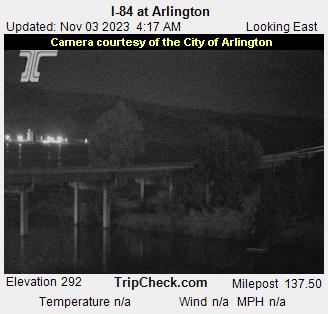 I-84 at Arlington
Updated: Nov 03 2023 4:17 AM Looking East
Camera courtesy of the City of Arlington
Elevation 292 TripCheck.com Milepost 137.50
Temperature n/a Wind n/a MPH n/a